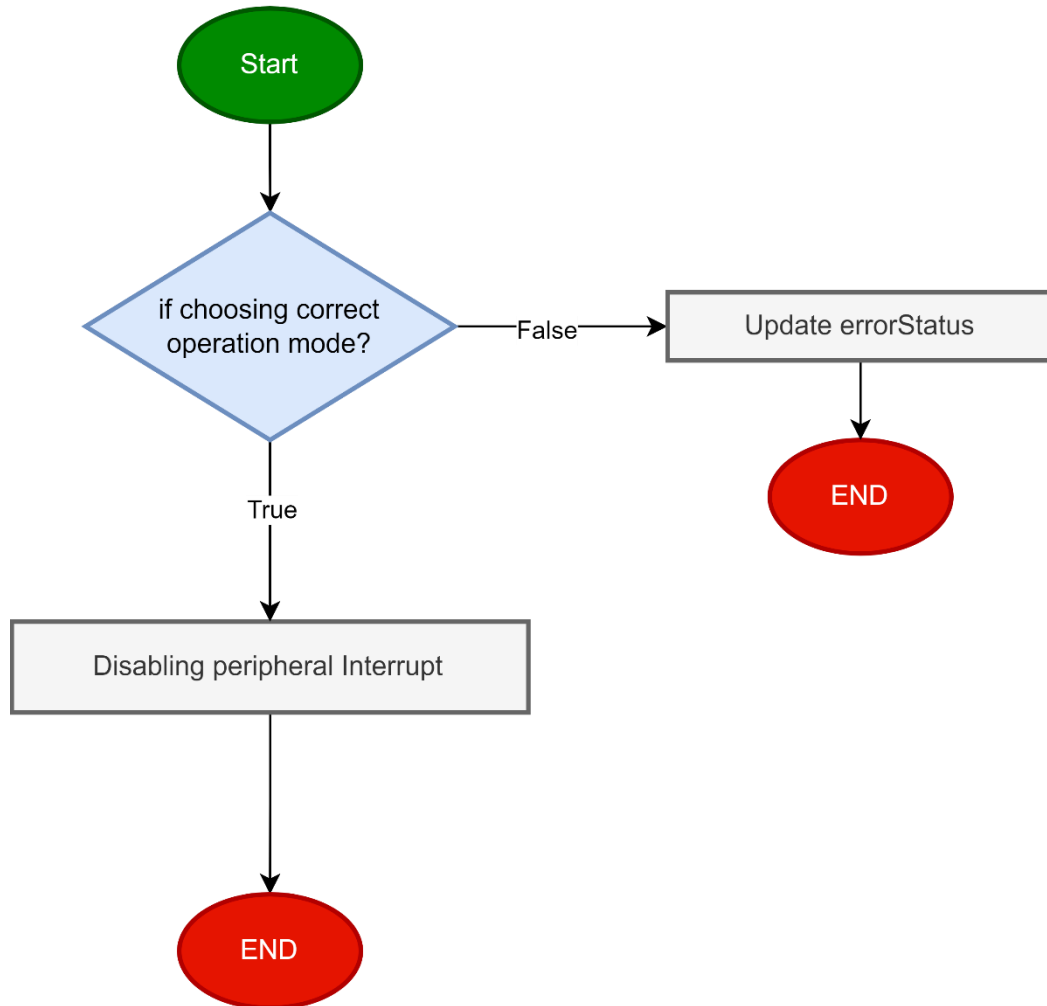 Start
if choosing correct
operation mode?
False
Update errorStatus
END
True
Disabling peripheral Interrupt
END